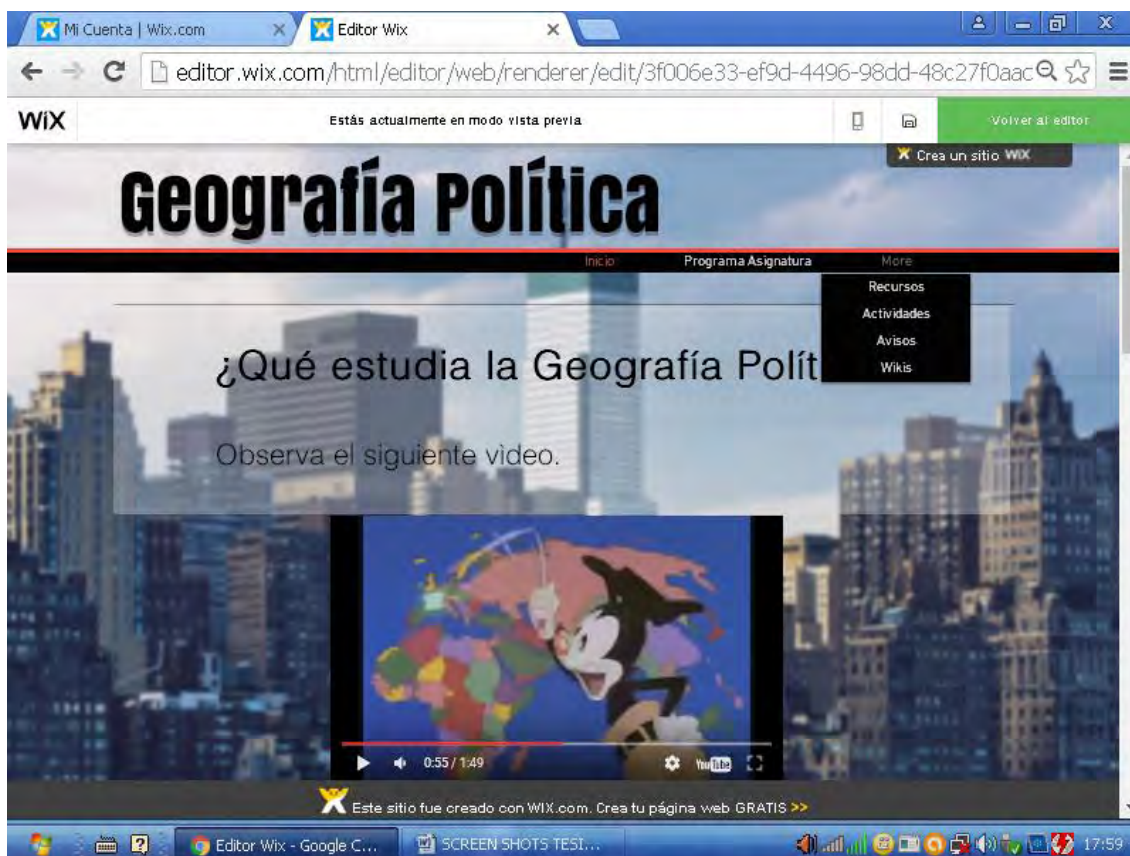 Mi Cuenta | Wix.com
Editor Wix
editor.wix.com/html/editor/web/renderer/edit/3f006e33-ef9d-4496-98dd-48c27f0aac
WiX
Estás actualmente en modo vista previa
Volver al editor
Crea un sitio WiX
Geografía Política
Inicio
Programa Asignatura
More
Recursos
Actividades
Avisos
Wikis
¿Qué estudia la Geografía Polít
Observa el siguiente vìdeo.
0:55 / 1:49
YouTube
Este sitio fue creado con WIX.com. Crea tu página web GRATIS >>
Editor Wix - Google C...
SCREEN SHOTS TESI...
17:59